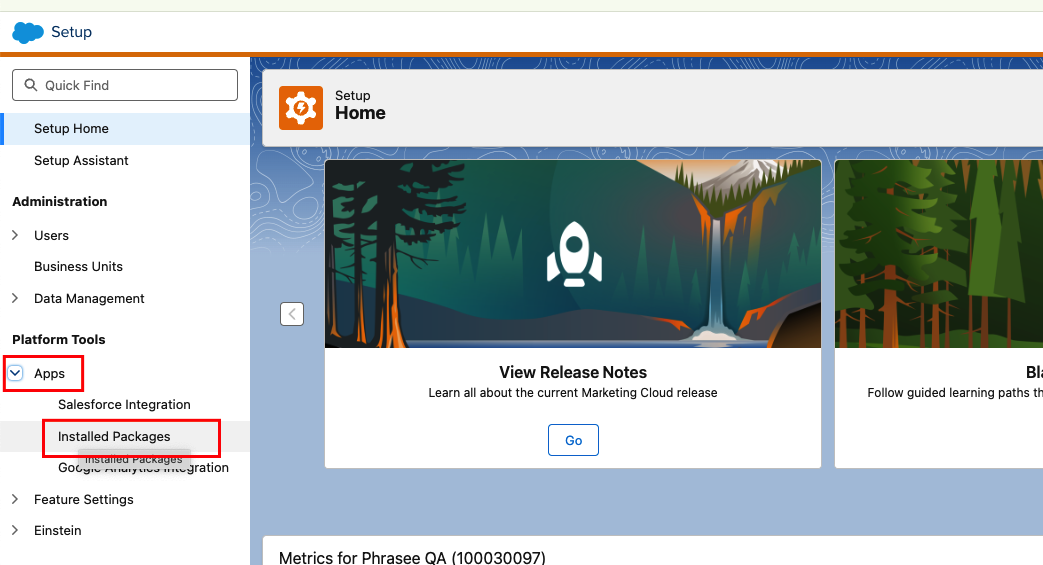 Setup
Quick Find
Setup Home
Setup Assistant
Administration
Users
Business Units
Data Management
Platform Tools
Apps
Salesforce Integration
Installed Packages
Installed Packages
Google Analytics Integration
Feature Settings
Einstein
Setup
Home
View Release Notes
Learn all about the current Marketing Cloud release
Go
Follow guided learning paths
Metrics for Phrasee QA (100030097)